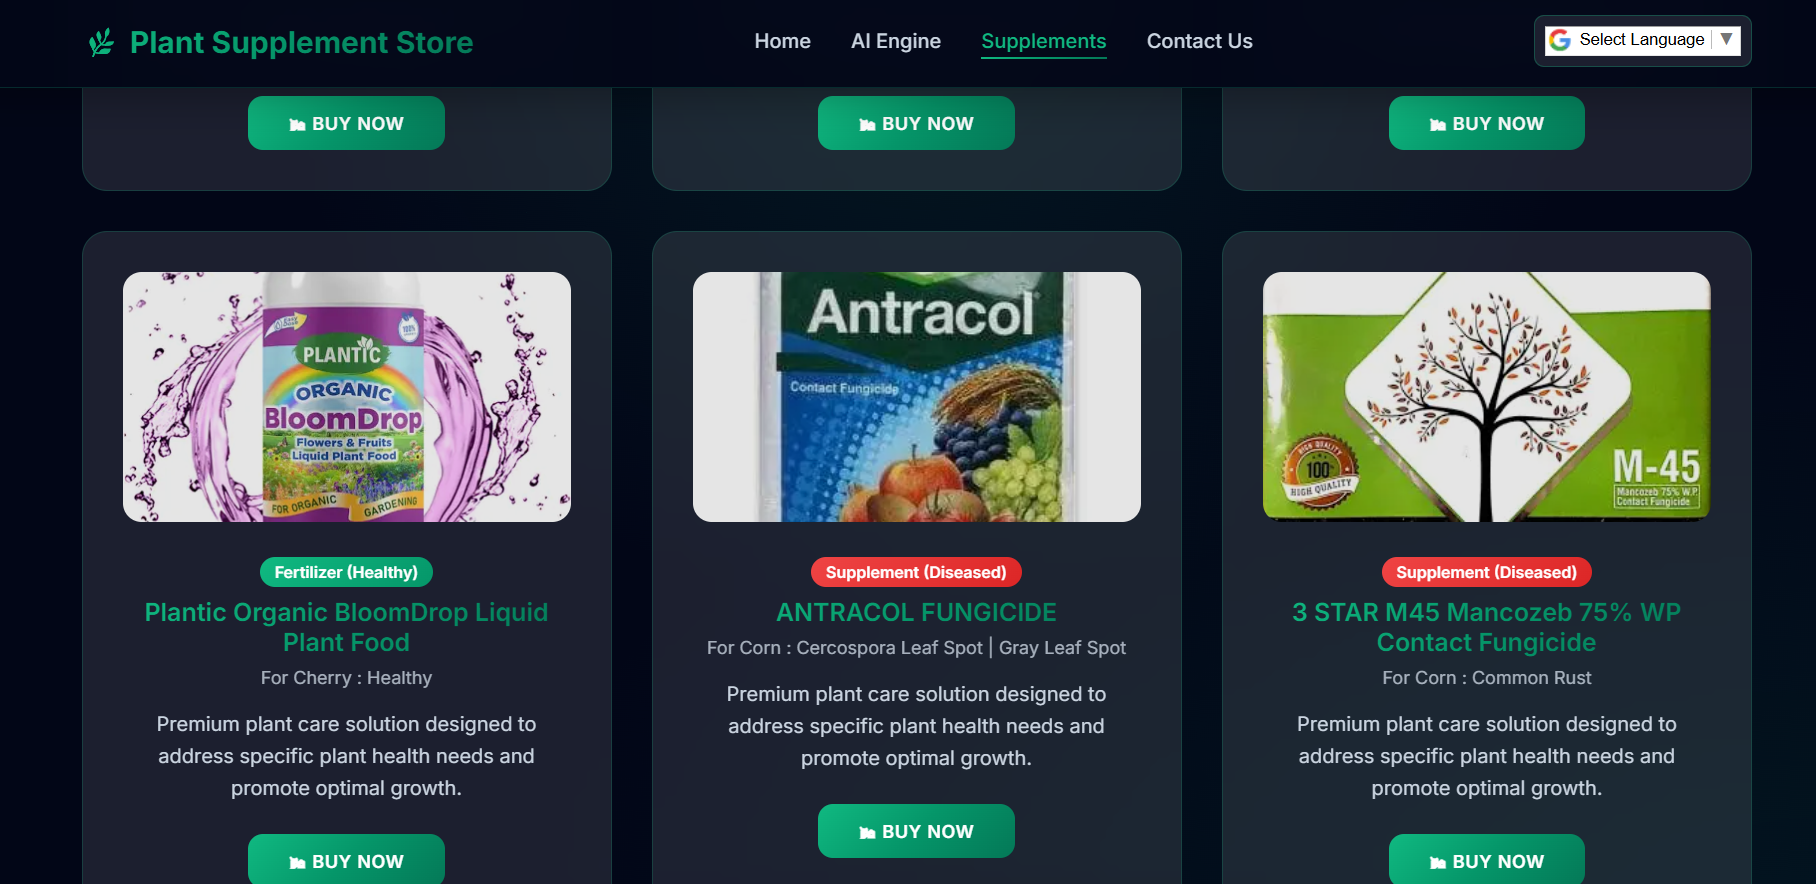 Plant Supplement Store
Home
AI Engine
Supplements
Contact Us
Select Language ▼
BUY NOW
BUY NOW
BUY NOW
PLANTIC
ORGANIC
BloomDrop
Flowers & Fruits
Liquid Plant Food
FOR ORGANIC GARDENING
100%
Fertilizer (Healthy)
Plantic Organic BloomDrop Liquid
Plant Food
For Cherry : Healthy
Premium plant care solution designed to
address specific plant health needs and
promote optimal growth.
BUY NOW
Antracol
Contact Fungicide
Supplement (Diseased)
ANTRACOL FUNGICIDE
For Corn : Cercospora Leaf Spot | Gray Leaf Spot
Premium plant care solution designed to
address specific plant health needs and
promote optimal growth.
BUY NOW
HIGH QUALITY
100%
HIGH QUALITY
M-45
Mancozeb 75% W.P.
Contact Fungicide
Supplement (Diseased)
3 STAR M45 Mancozeb 75% WP
Contact Fungicide
For Corn : Common Rust
Premium plant care solution designed to
address specific plant health needs and
promote optimal growth.
BUY NOW